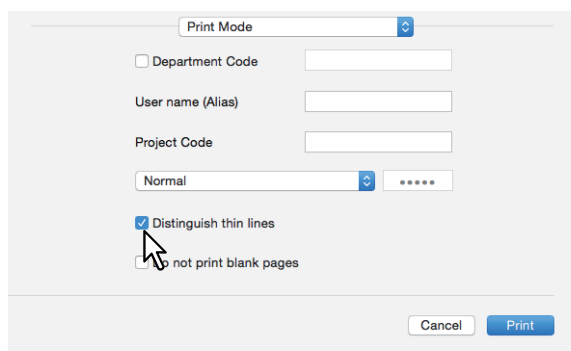 Print Mode
Department Code
User name (Alias)
Project Code
Normal •••••
Distinguish thin lines
Do not print blank pages
Cancel Print